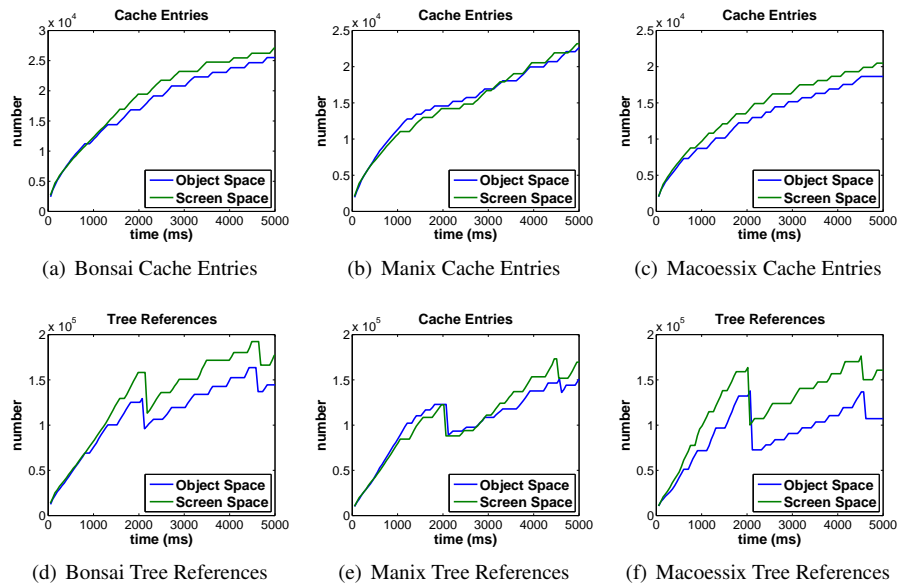 Cache Entries
x 10^4
3
2.5
2
1.5
1
0.5
0
number
0 1000 2000 3000 4000 5000
time (ms)
Object Space
Screen Space
(a) Bonsai Cache Entries
Cache Entries
x 10^4
2.5
2
1.5
1
0.5
0
number
0 1000 2000 3000 4000 5000
time (ms)
Object Space
Screen Space
(b) Manix Cache Entries
Cache Entries
x 10^4
2.5
2
1.5
1
0.5
0
number
0 1000 2000 3000 4000 5000
time (ms)
Object Space
Screen Space
(c) Macoessix Cache Entries
Tree References
x 10^5
2
1.5
1
0.5
0
number
0 1000 2000 3000 4000 5000
time (ms)
Object Space
Screen Space
(d) Bonsai Tree References
Cache Entries
x 10^5
2
1.5
1
0.5
0
number
0 1000 2000 3000 4000 5000
time (ms)
Object Space
Screen Space
(e) Manix Tree References
Tree References
x 10^5
2
1.5
1
0.5
0
number
0 1000 2000 3000 4000 5000
time (ms)
Object Space
Screen Space
(f) Macoessix Tree References